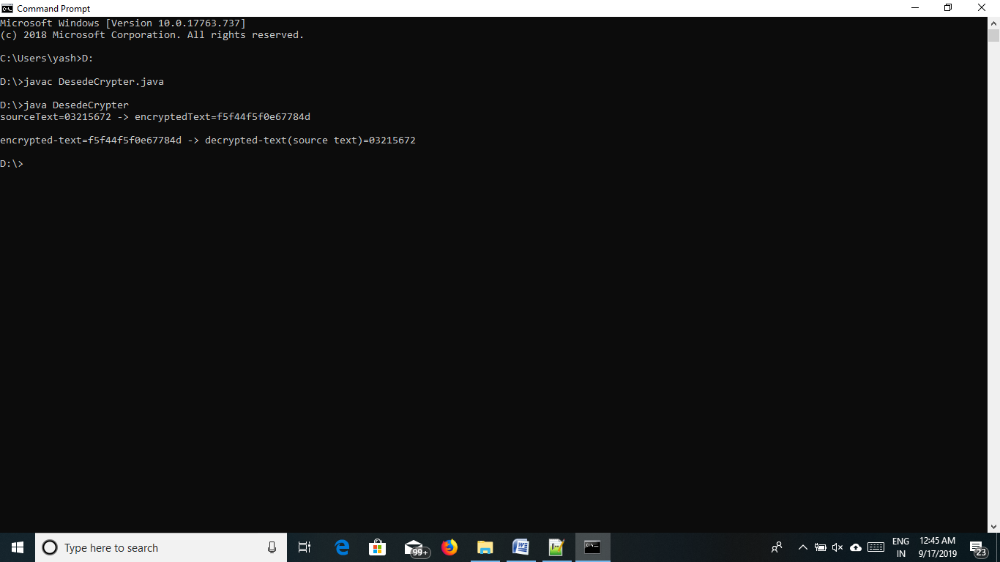 Command Prompt
Microsoft Windows [Version 10.0.17763.737]
(c) 2018 Microsoft Corporation. All rights reserved.
C:\Users\yash>D:
D:\>javac DesedeCrypter.java
D:\>java DesedeCrypter
sourceText=03215672 -> encryptedText=f5f44f5f0e67784d
encrypted-text=f5f44f5f0e67784d -> decrypted-text(source text)=03215672
D:\>
Type here to search
99+
ENG
IN
12:45 AM
9/17/2019
23